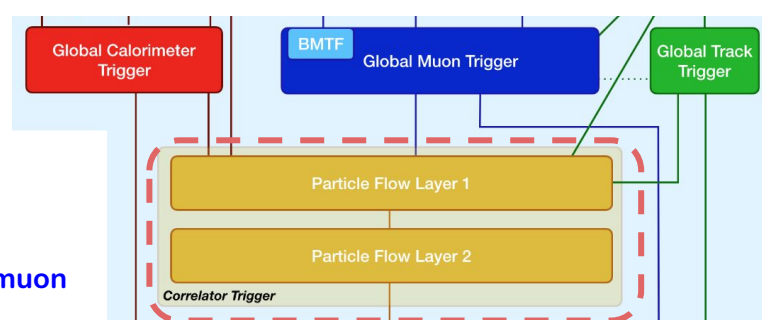 BMTF
Global Calorimeter
Trigger
Global Muon Trigger
Global Track
Trigger
Particle Flow Layer 1
Particle Flow Layer 2
muon
Correlator Trigger